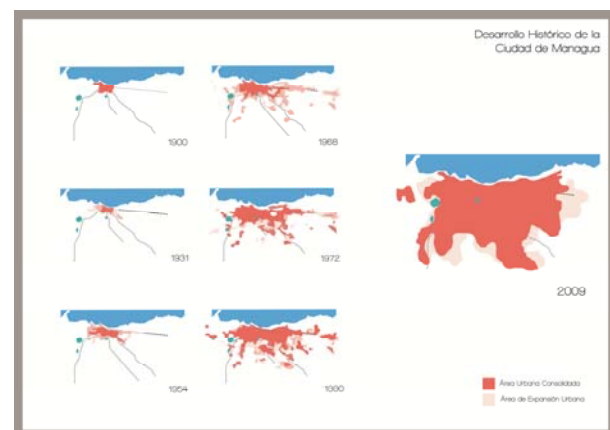 Desarrollo Histórico de la
Ciudad de Managua
1900
1968
1931
1972
1954
1990
2009
Área Urbana Consolidada
Área de Expansión Urbana